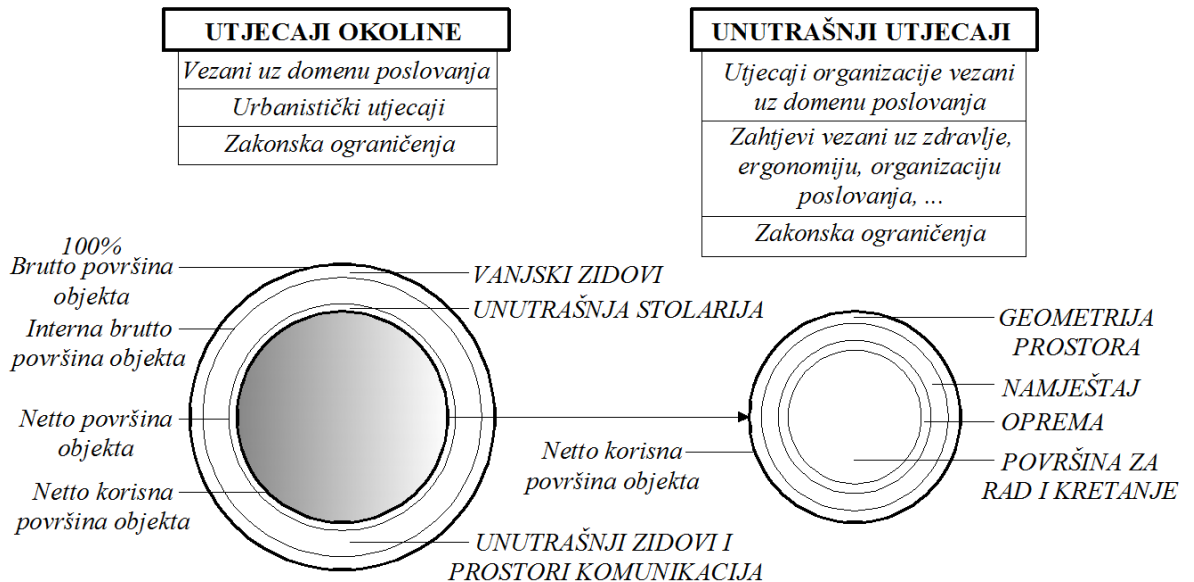 UTJECAJI OKOLINE
Vezani uz domenu poslovanja
Urbanistički utjecaji
Zakonska ograničenja
UNUTRAŠNJI UTJECAJI
Utjecaji organizacije vezani
uz domenu poslovanja
Zahtjevi vezani uz zdravlje,
ergonomiju, organizaciju
poslovanja, ...
Zakonska ograničenja
100%
Brutto površina
objekta
Interna brutto
površina objekta
Netto površina
objekta
Netto korisna
površina objekta
VANJSKI ZIDOVI
UNUTRAŠNJA STOLARIJA
UNUTRAŠNJI ZIDOVI I
PROSTORI KOMUNIKACIJA
Netto korisna
površina objekta
GEOMETRIJA
PROSTORA
NAMJEŠTAJ
OPREMA
POVRŠINA ZA
RAD I KRETANJE